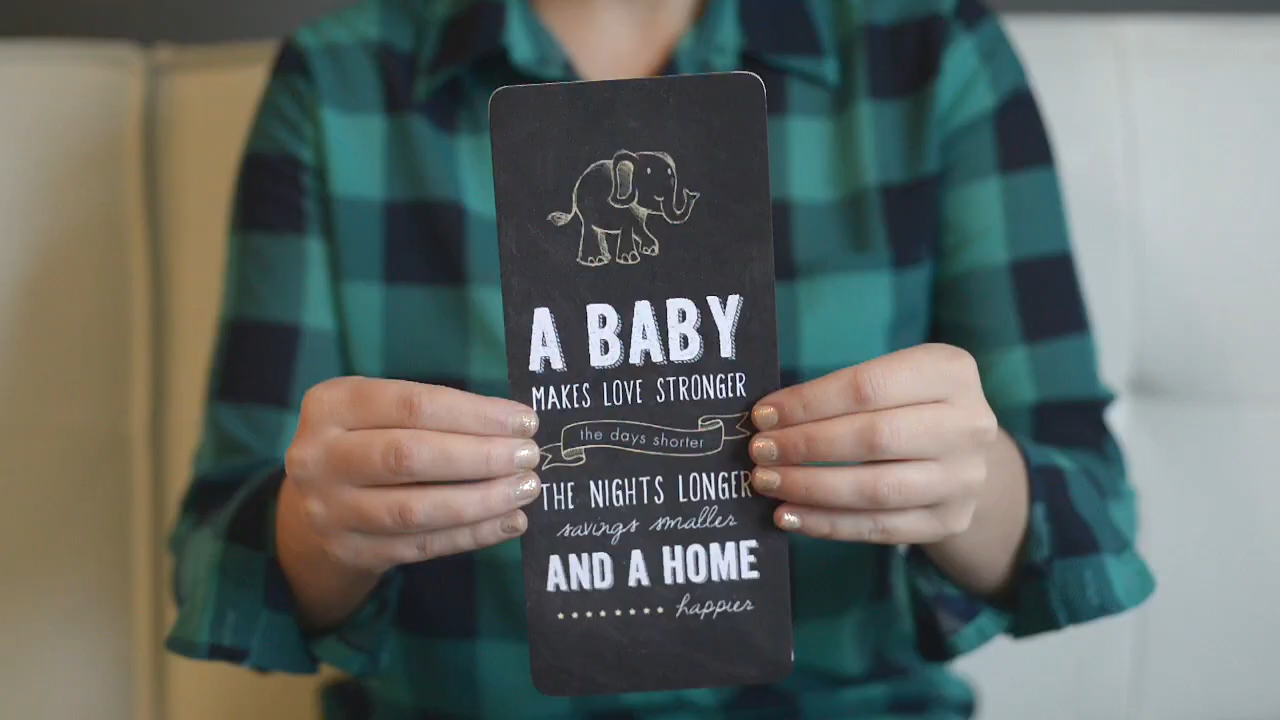 A BABY
MAKES LOVE STRONGER
the days shorter
THE NIGHTS LONGER
savings smaller
AND A HOME
happier